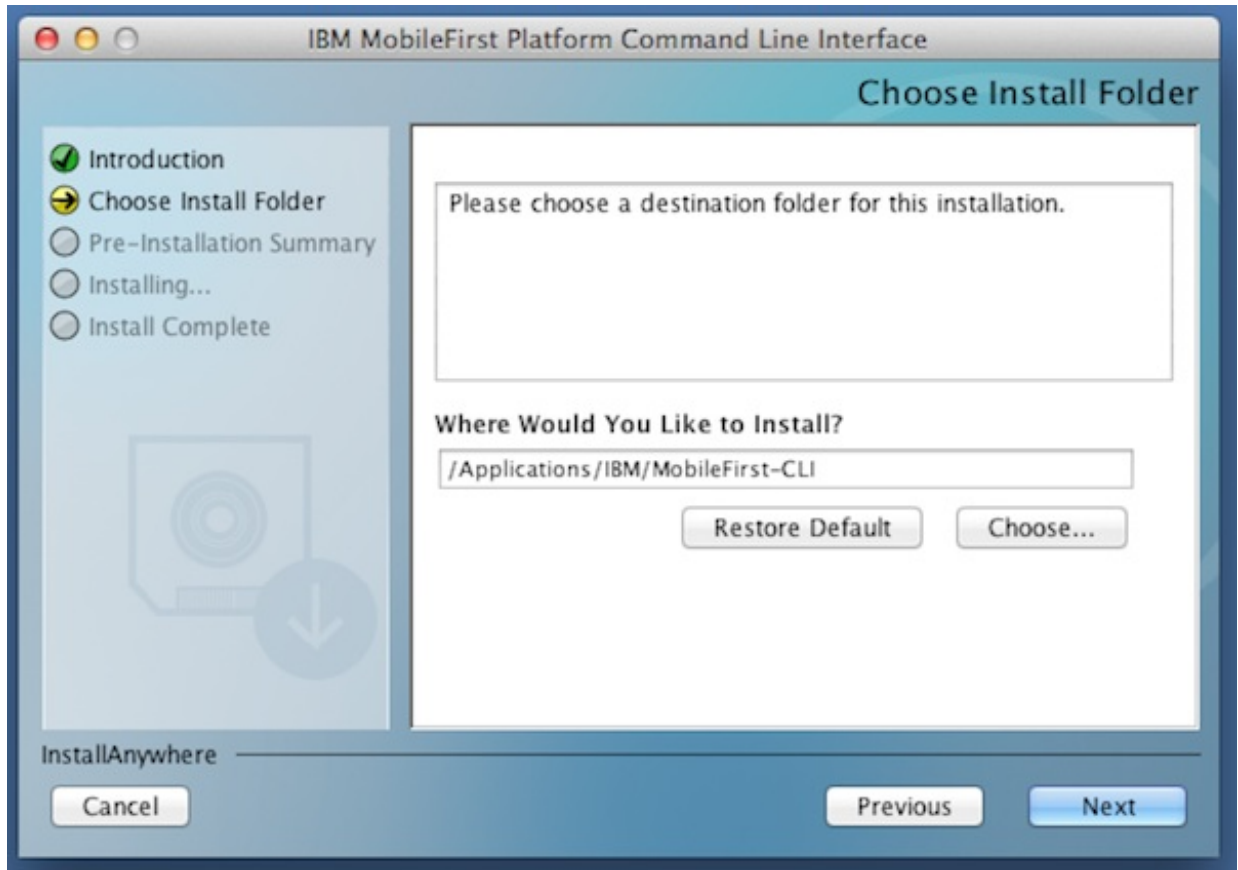 IBM MobileFirst Platform Command Line Interface
Choose Install Folder
Introduction
Choose Install Folder
Pre-Installation Summary
Installing...
Install Complete
Please choose a destination folder for this installation.
Where Would You Like to Install?
/Applications/IBM/MobileFirst-CLI
Restore Default
Choose...
InstallAnywhere
Cancel
Previous
Next